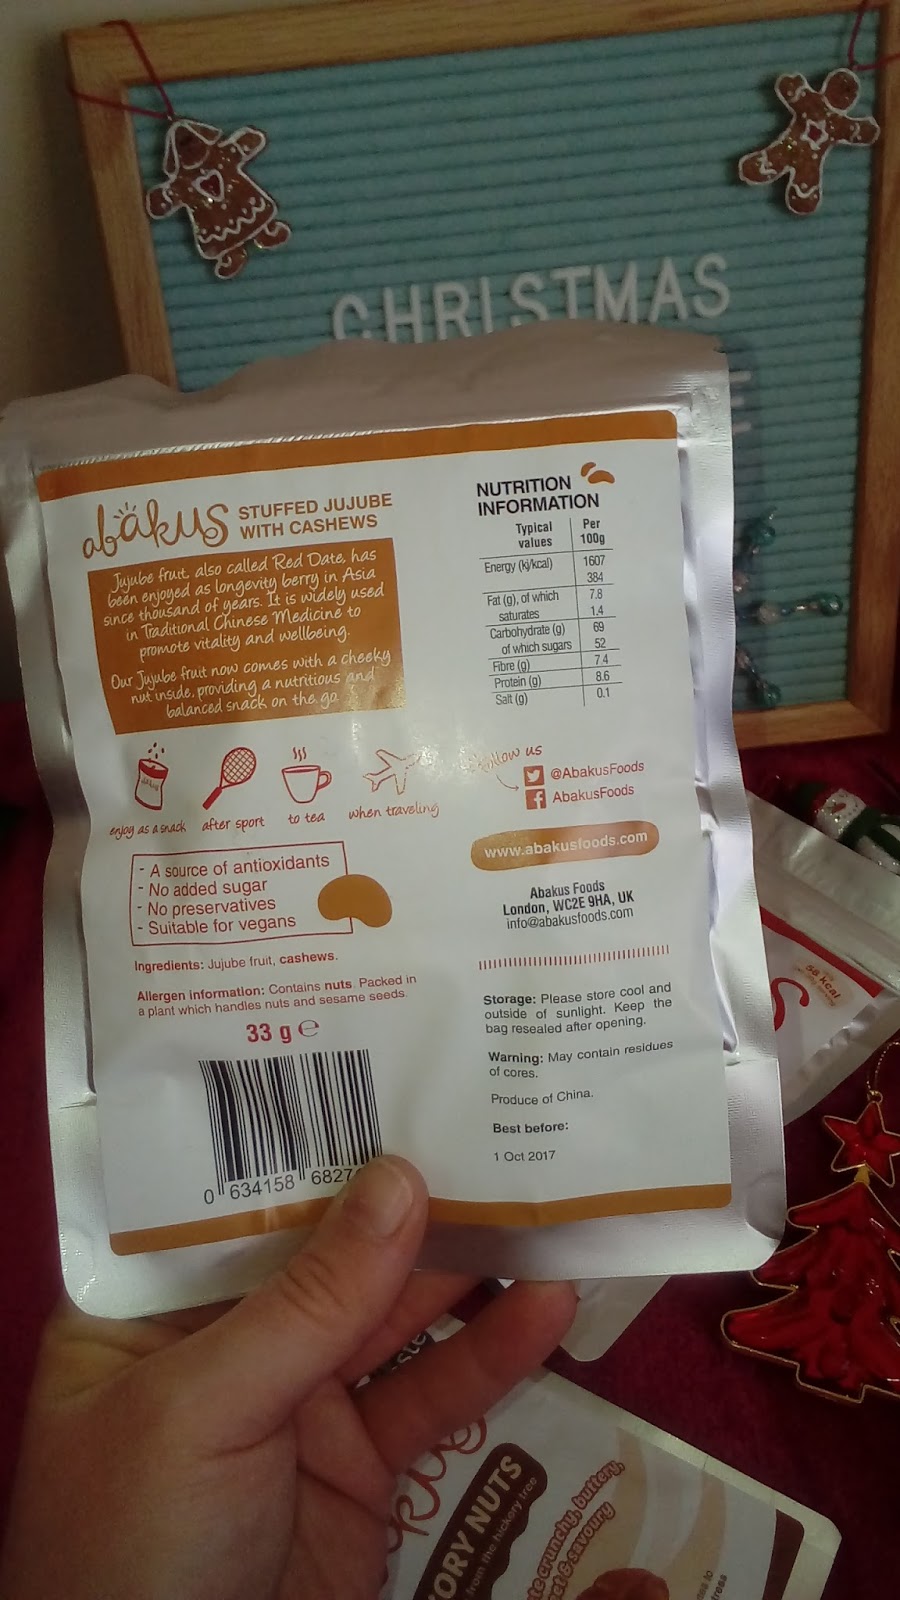 CHRISTMAS
abakus STUFFED JUJUBE
WITH CASHEWS
Jujube fruit, also called Red Date, has
been enjoyed as longevity berry in Asia
since thousand of years. It is widely used
in Traditional Chinese Medicine to
promote vitality and wellbeing.
Our Jujube fruit now comes with a cheeky
nut inside, providing a nutritious and
balanced snack on the go.
enjoy as a snack
after sport
to tea
when traveling
- A source of antioxidants
- No added sugar
- No preservatives
- Suitable for vegans
Ingredients: Jujube fruit, cashews.
Allergen information: Contains nuts. Packed in
a plant which handles nuts and sesame seeds.
33 g e
0 634158 6827
NUTRITION
INFORMATION
Typical values Per 100g
Energy (kj/kcal) 1607
384
Fat (g), of which 7.8
saturates 1.4
Carbohydrate (g) 69
of which sugars 52
Fibre (g) 7.4
Protein (g) 8.6
Salt (g) 0.1
follow us
@AbakusFoods
AbakusFoods
www.abakusfoods.com
Abakus Foods
London, WC2E 9HA, UK
info@abakusfoods.com
Storage: Please store cool and
outside of sunlight. Keep the
bag resealed after opening.
Warning: May contain residues
of cores.
Produce of China.
Best before:
1 Oct 2017
58 kcal
ORY NUTS
from the hickory tree
crunchy, buttery,
& savoury